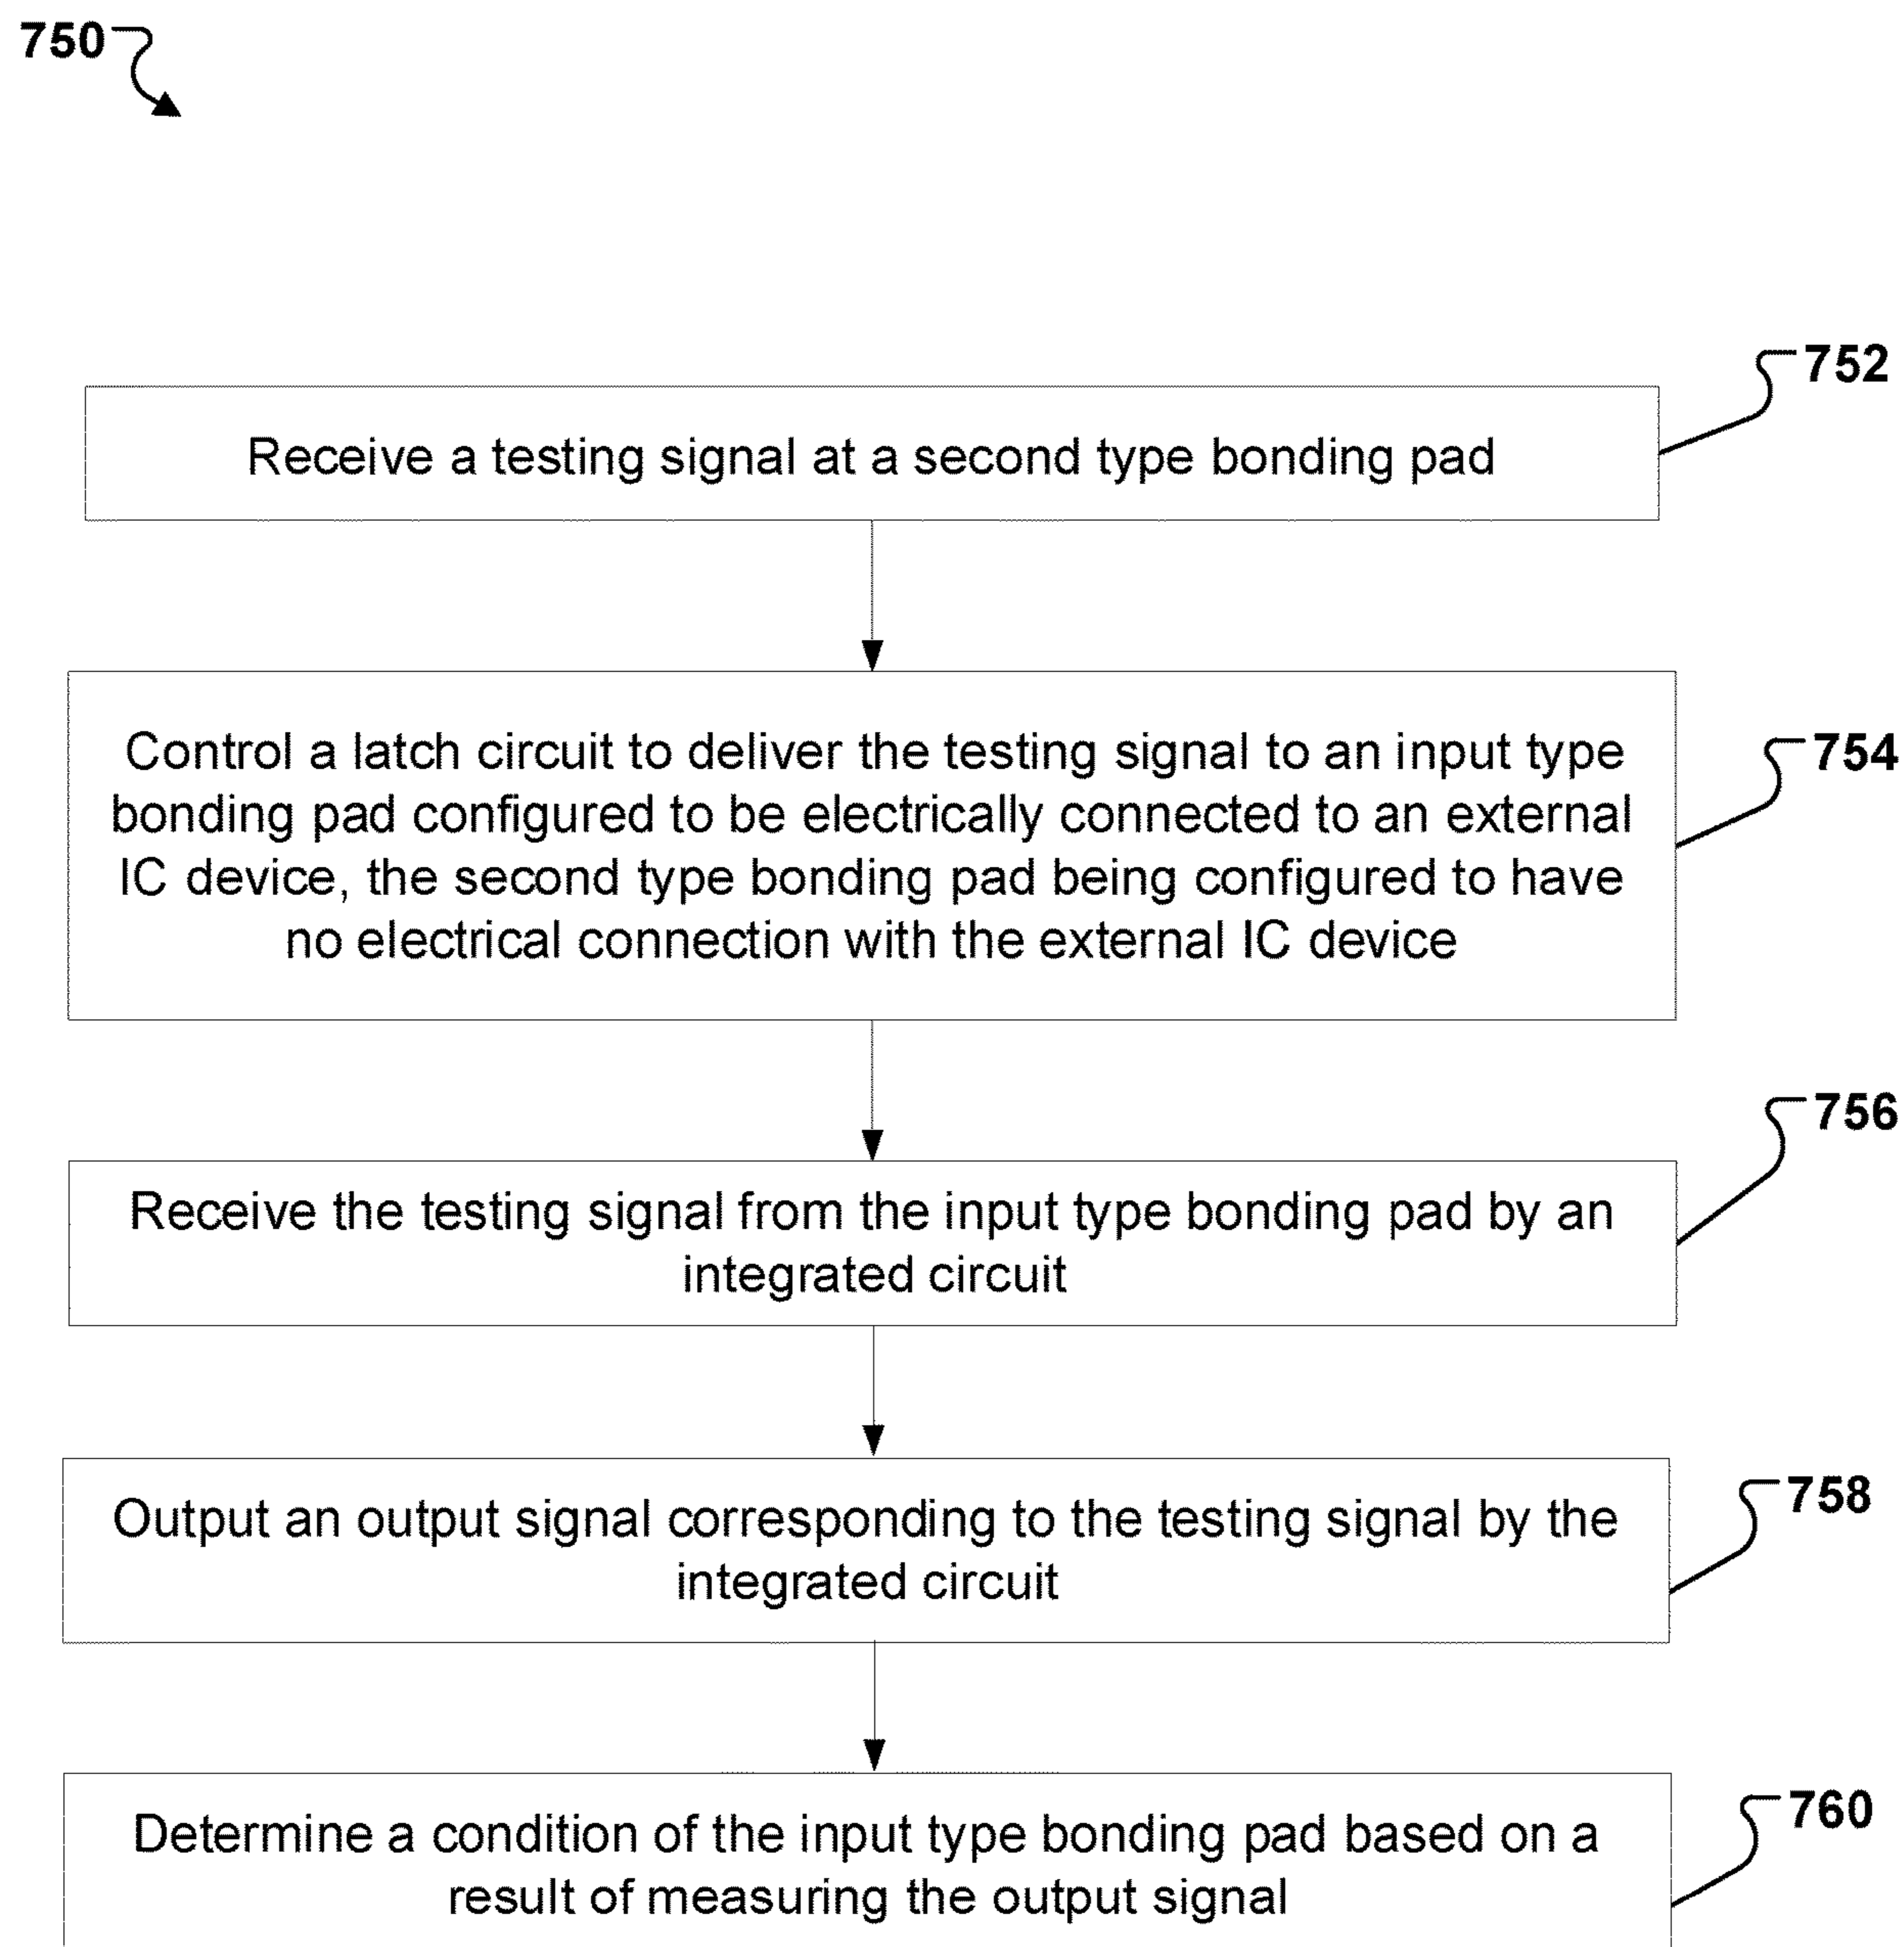 750
752
Receive a testing signal at a second type bonding pad
754
Control a latch circuit to deliver the testing signal to an input type
bonding pad configured to be electrically connected to an external
IC device, the second type bonding pad being configured to have
no electrical connection with the external IC device
756
Receive the testing signal from the input type bonding pad by an
integrated circuit
758
Output an output signal corresponding to the testing signal by the
integrated circuit
760
Determine a condition of the input type bonding pad based on a
result of measuring the output signal